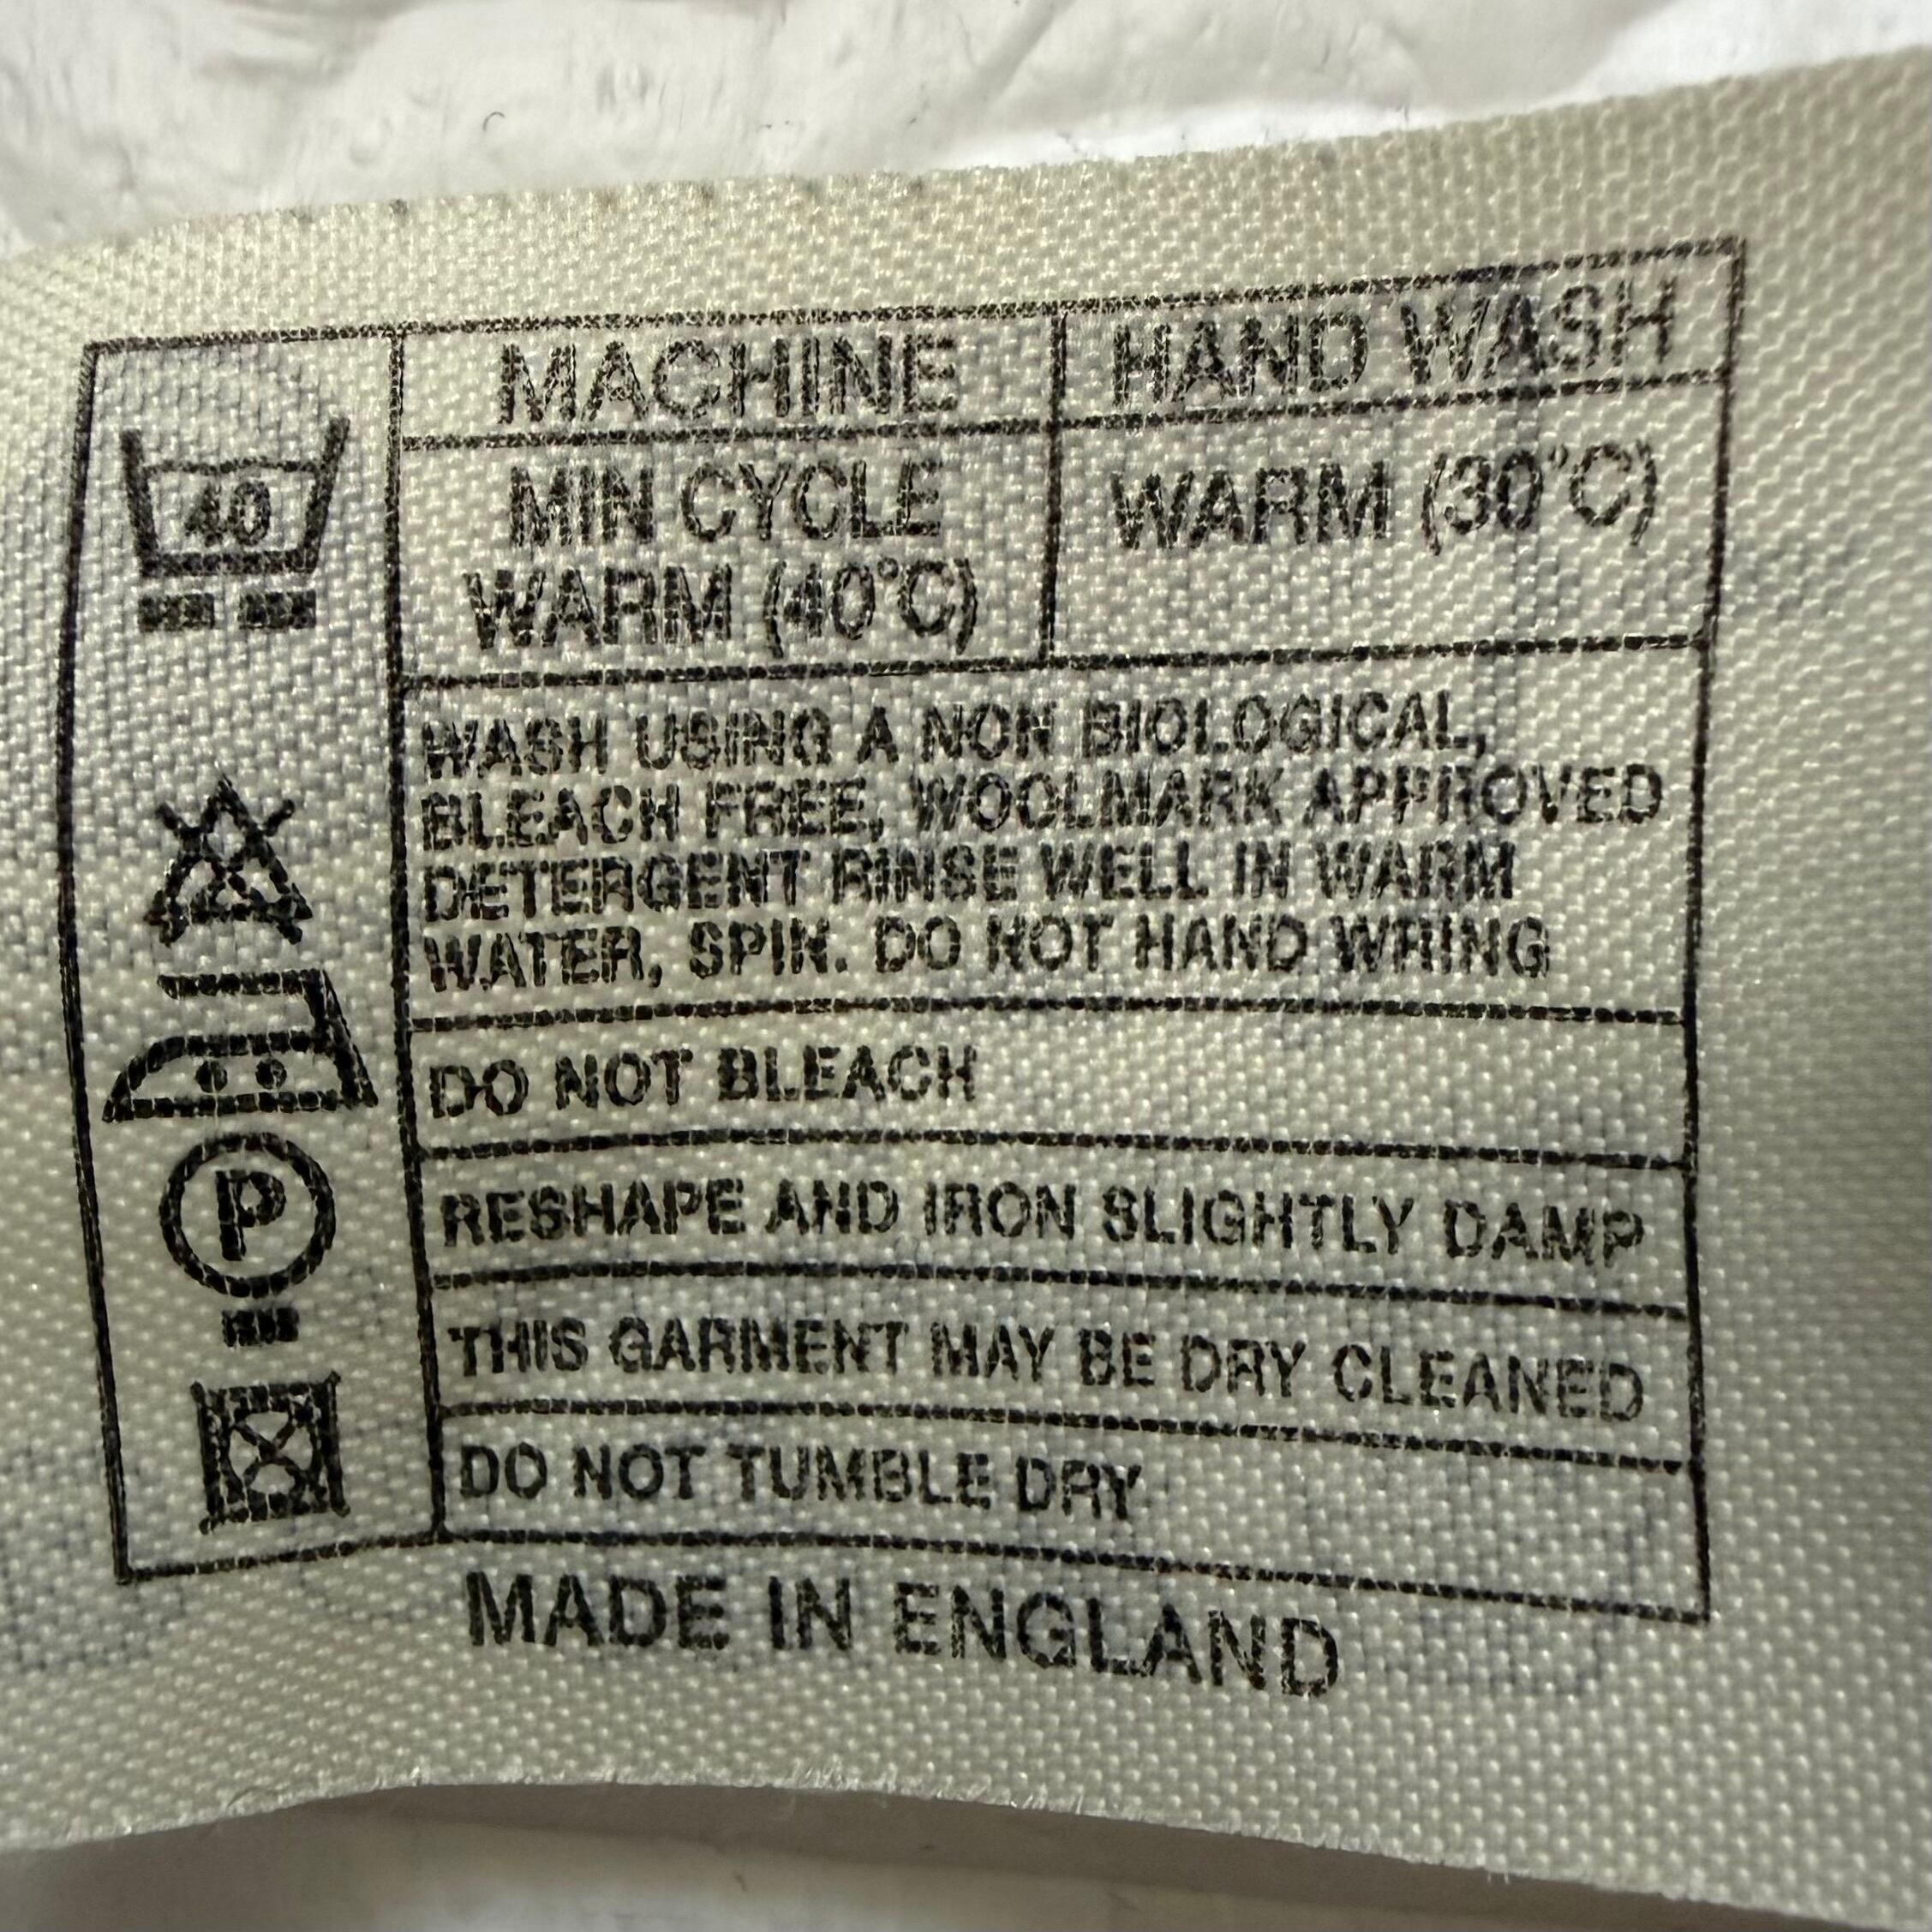 MACHINE HAND WASH
40
MIN CYCLE WARM (30°C)
WARM (40°C)
WASH USING A NON BIOLOGICAL,
BLEACH FREE, WOOLMARK APPROVED
DETERGENT RINSE WELL IN WARM
WATER, SPIN. DO NOT HAND WRING
DO NOT BLEACH
P
RESHAPE AND IRON SLIGHTLY DAMP
THIS GARMENT MAY BE DRY CLEANED
DO NOT TUMBLE DRY
MADE IN ENGLAND